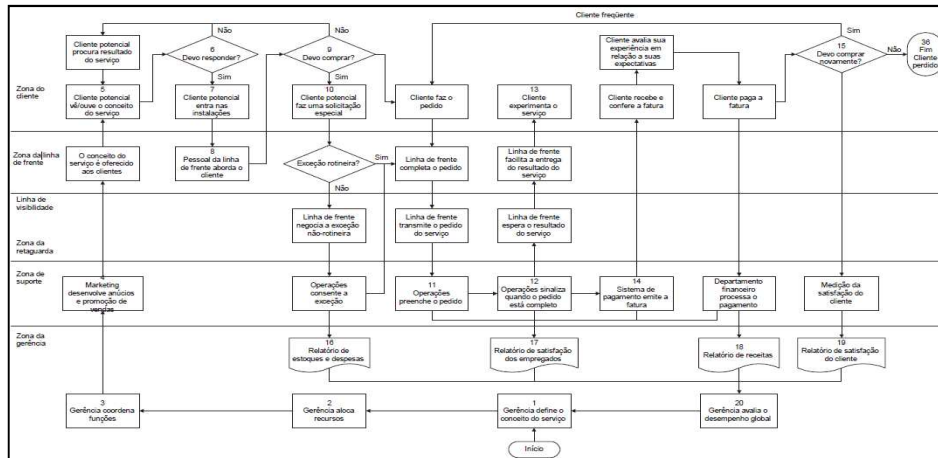 Cliente freqüente
Não
Não
Sim
Cliente potencial
procura resultado
do serviço
6
Devo responder?
9
Devo comprar?
Cliente avalia sua
experiência em
relação a suas
expectativas
15
Devo comprar
novamente?
Não
36
Fim
Cliente
perdido
Sim
Sim
Zona do
cliente
5
Cliente potencial
vê/ouve o conceito
do serviço
7
Cliente potencial
entra nas
instalações
10
Cliente potencial
faz uma solicitação
especial
Cliente faz o
pedido
13
Cliente
experimenta o
serviço
Cliente recebe e
confere a fatura
Cliente paga a
fatura
Zona da linha
de frente
O conceito do
serviço é oferecido
aos clientes
8
Pessoal da linha
de frente aborda o
cliente
Exceção rotineira?
Sim
Linha de frente
completa o pedido
Linha de frente
facilita a entrega
do resultado do
serviço
Não
Linha de
visibilidade
Linha de frente
negocia a exceção
não-rotineira
Linha de frente
transmite o pedido
do serviço
Linha de frente
espera o resultado
do serviço
Zona da
retaguarda
Zona de
suporte
4
Marketing
desenvolve anúcios
e promoção de
vendas
Operações
consente a
exceção
11
Operações
preenche o pedido
12
Operações sinaliza
quando o pedido
está completo
14
Sistema de
pagamento emite a
fatura
Departamento
financeiro
processa o
pagamento
Medição da
satisfação do
cliente
Zona da
gerência
16
Relatório de
estoques e despesas
17
Relatório de satisfação
dos empregados
18
Relatório de receitas
19
Relatório de satisfação
do cliente
3
Gerência coordena
funções
2
Gerência aloca
recursos
1
Gerência define o
conceito do serviço
20
Gerência avalia o
desempenho global
Início